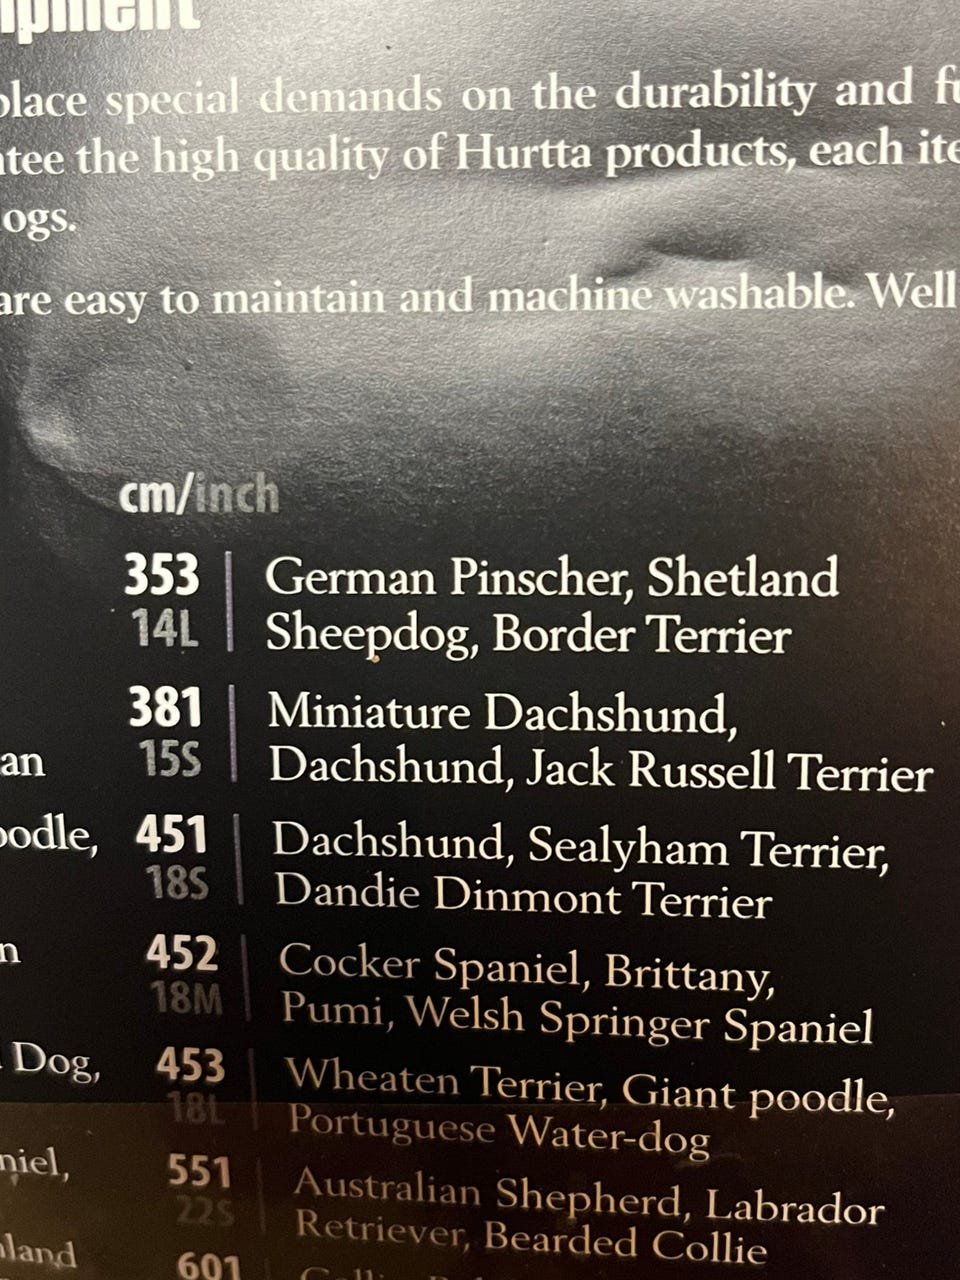 place special demands on the durability and
the high quality of Hurtta products, each
ogs.
are easy to maintain and machine washable. Well
cm/inch
353 German Pinscher, Shetland
14L Sheepdog, Border Terrier
381 Miniature Dachshund,
an 15S Dachshund, Jack Russell Terrier
oodle, 451 Dachshund, Sealyham Terrier,
18S Dandie Dinmont Terrier
n 452 Cocker Spaniel, Brittany,
18M Pumi, Welsh Springer Spaniel
Dog, 453 Wheaten Terrier, Giant poodle,
18L Portuguese Water-dog
niel, 551 Australian Shepherd, Labrador
22S Retriever, Bearded Collie
land 601